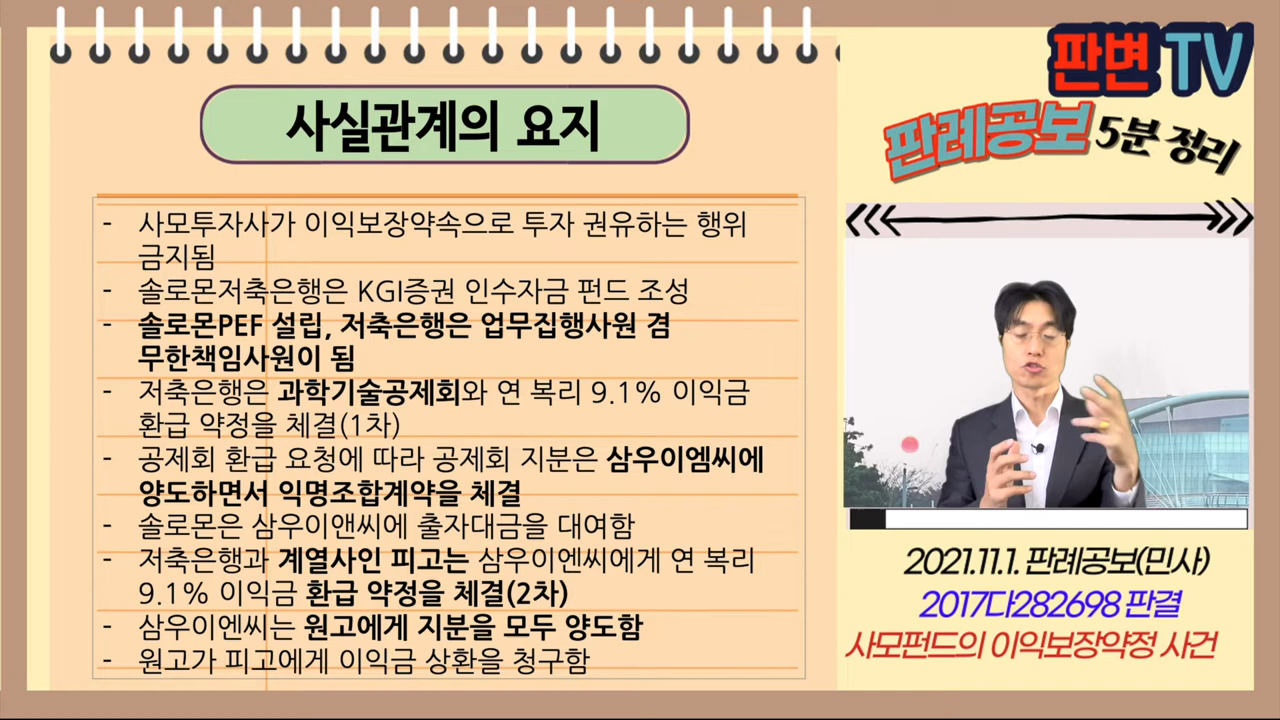 사실관계의 요지
- 사모투자사가 이익보장약속으로 투자 권유하는 행위
금지됨
- 솔로몬저축은행은 KGI증권 인수자금 펀드 조성
- 솔로몬PEF 설립, 저축은행은 업무집행사원 겸
무한책임사원이 됨
- 저축은행은 과학기술공제회와 연 복리 9.1% 이익금
환급 약정을 체결(1차)
- 공제회 환급 요청에 따라 공제회 지분은 삼우이엠씨에
양도하면서 익명조합계약을 체결
- 솔로몬은 삼우이앤씨에 출자대금을 대여함
- 저축은행과 계열사인 피고는 삼우이엔씨에게 연 복리
9.1% 이익금 환급 약정을 체결(2차)
- 삼우이엔씨는 원고에게 지분을 모두 양도함
- 원고가 피고에게 이익금 상환을 청구함
판변 TV
판례공보 5분 정리
2021.11.1. 판례공보(민사)
2017다282698 판결
사모펀드의 이익보장약정 사건